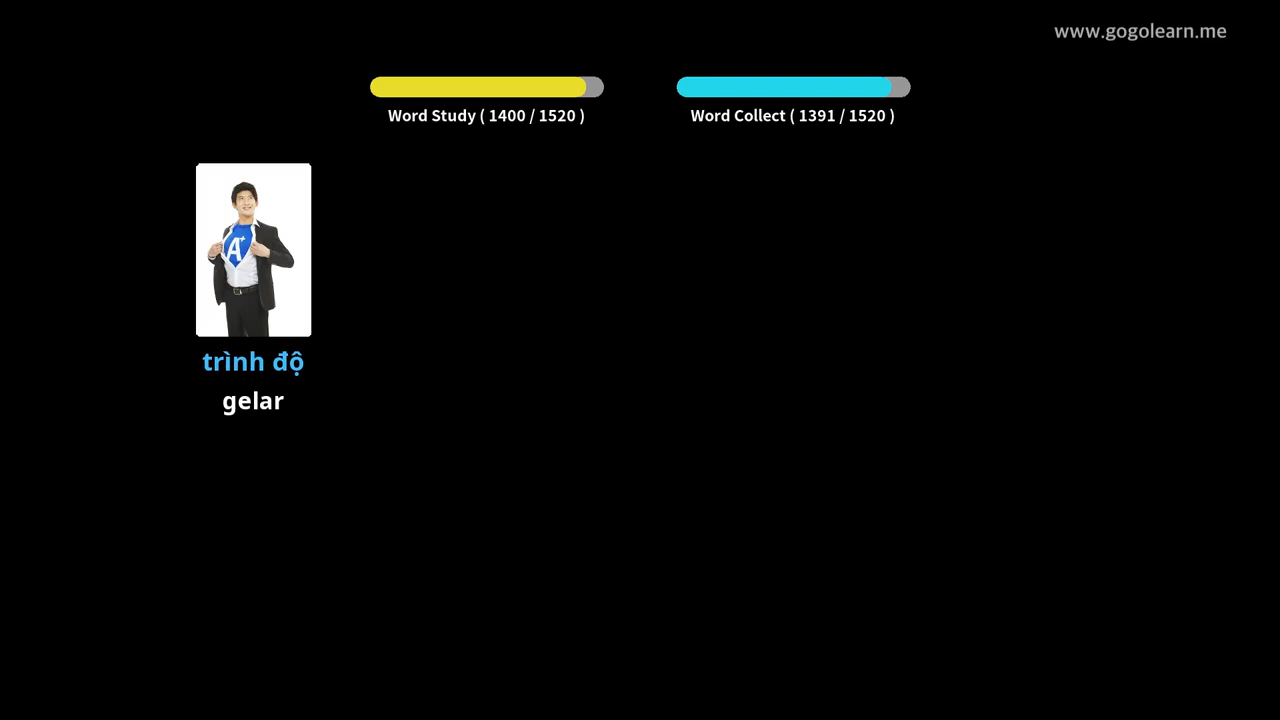 www.gogolearn.me
Word Study ( 1400 / 1520 )
Word Collect ( 1391 / 1520 )
A+
trình độ
gelar